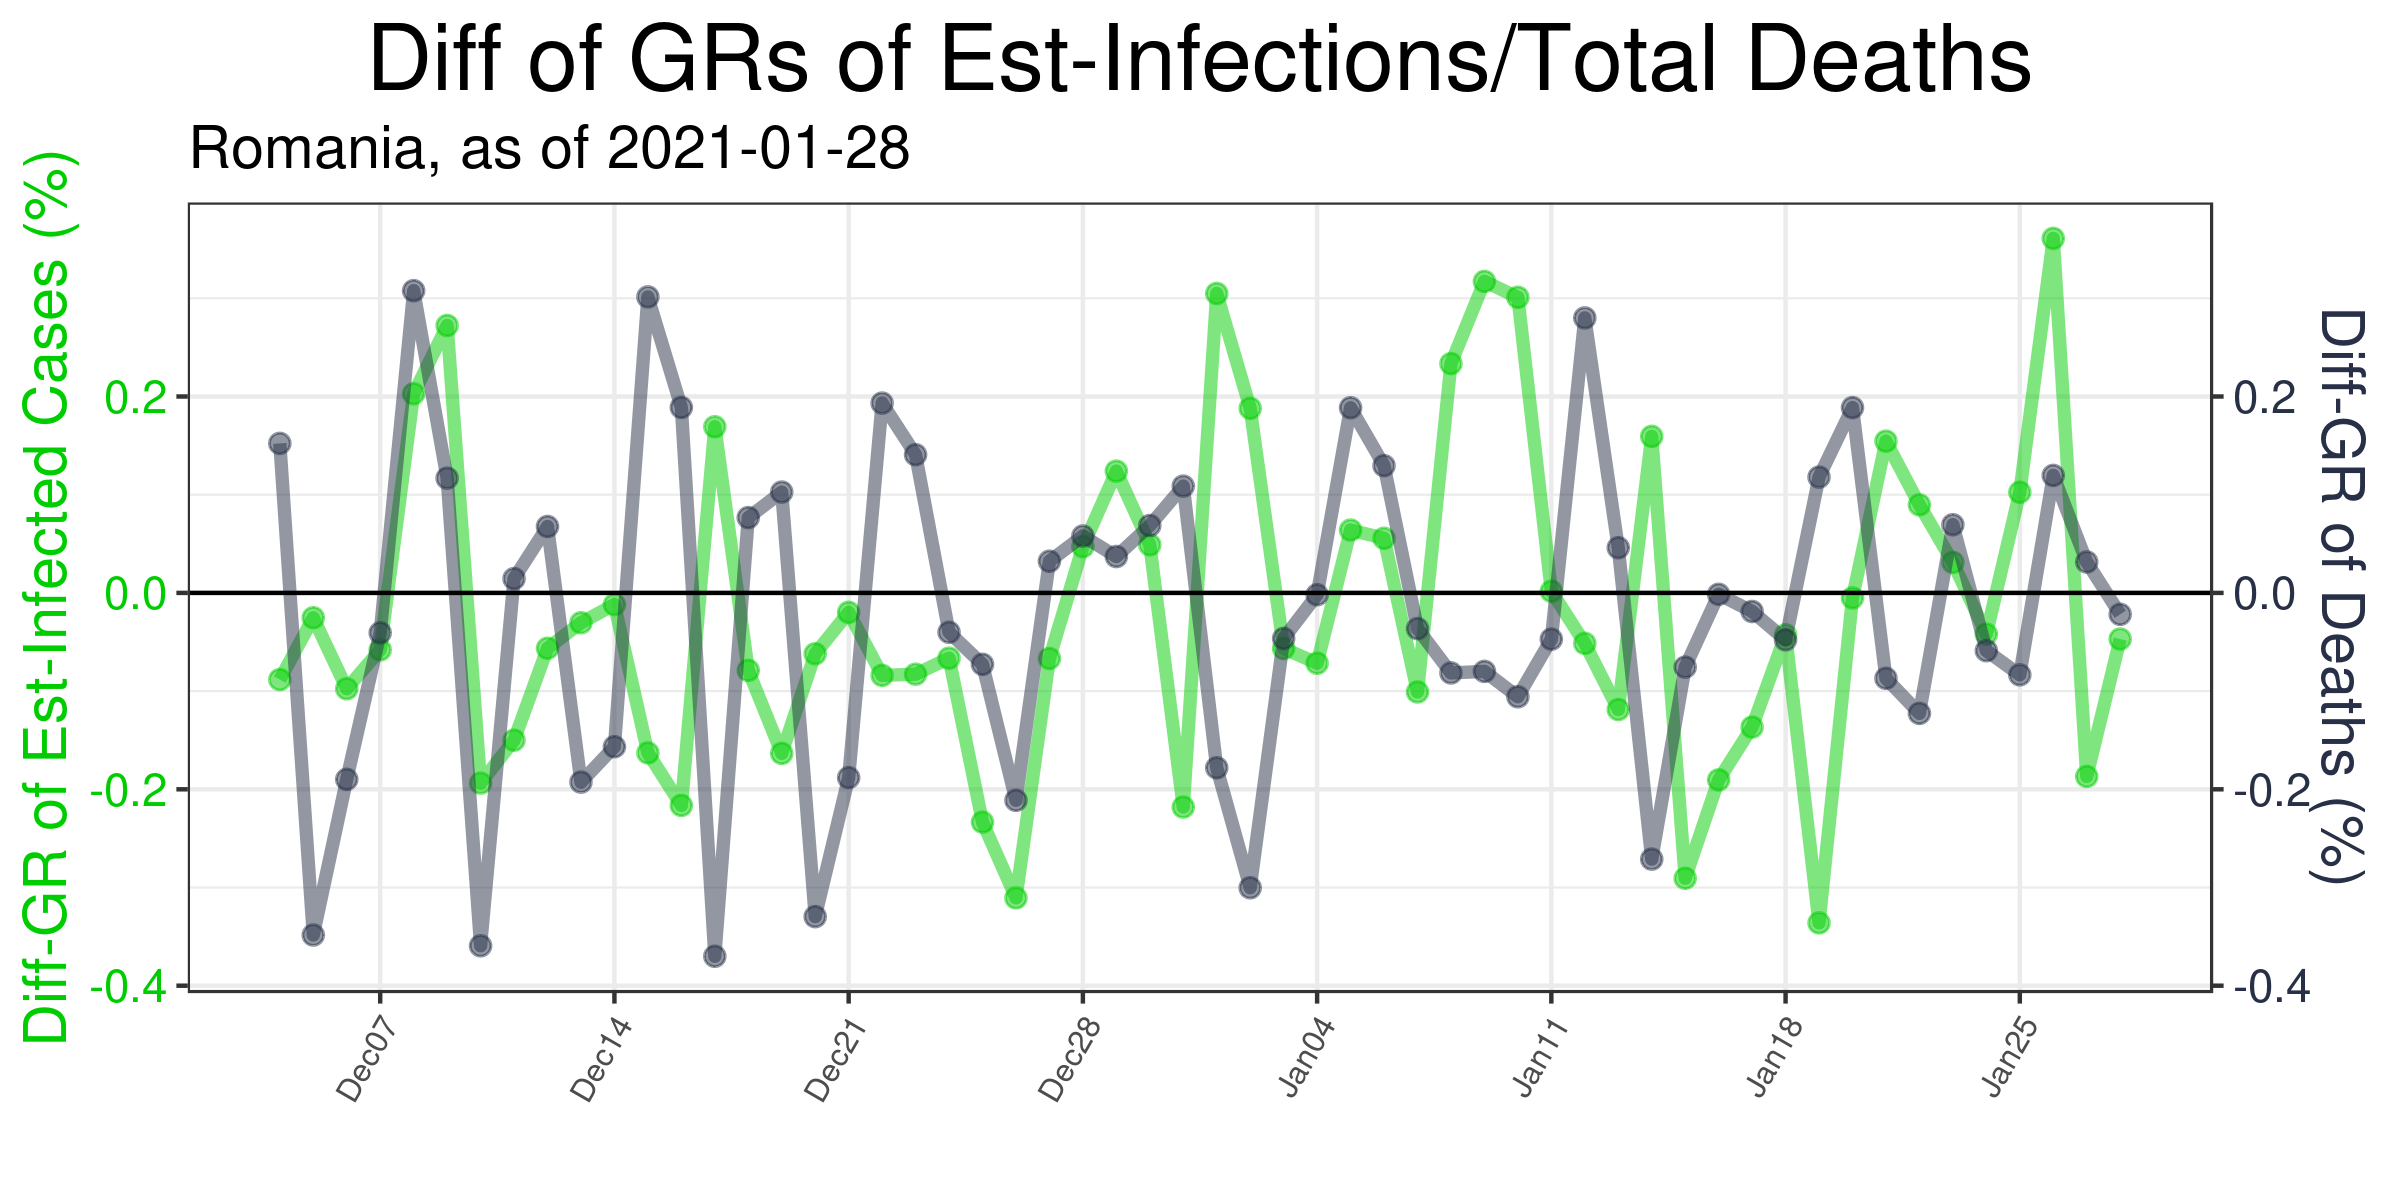 Diff of GRs of Est-Infections/Total Deaths
Romania, as of 2021-01-28
Diff-GR of Est-Infected Cases (%)
0.2
0.0
-0.2
-0.4
0.2
0.0
-0.2
-0.4
Diff-GR of Deaths (%)
Dec07
Dec14
Dec21
Dec28
Jan04
Jan11
Jan18
Jan25